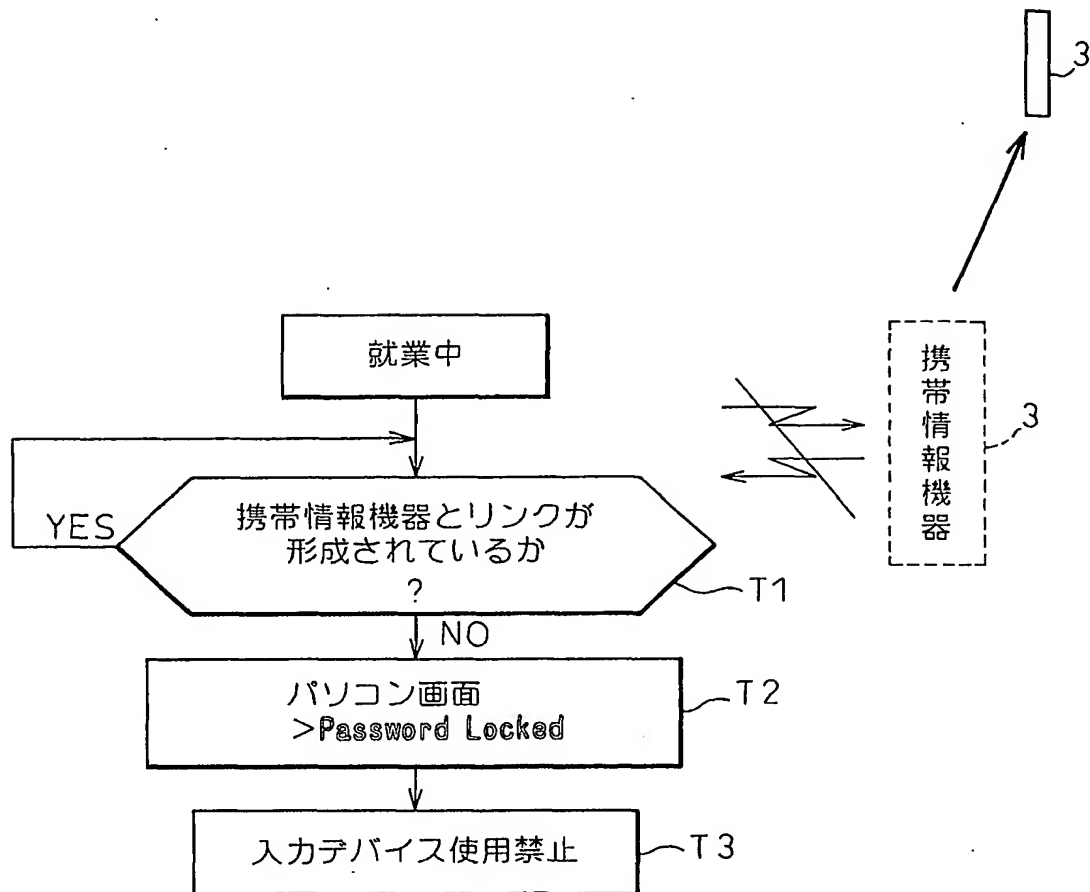 3
就業中
携帯情報機器
3
YES
携帯情報機器とリンクが
形成されているか
?
T1
NO
パソコン画面
>Password Locked
T2
入力デバイス使用禁止
T3